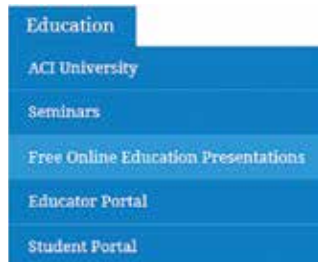 Education
ACI University
Seminars
Free Online Education Presentations
Educator Portal
Student Portal